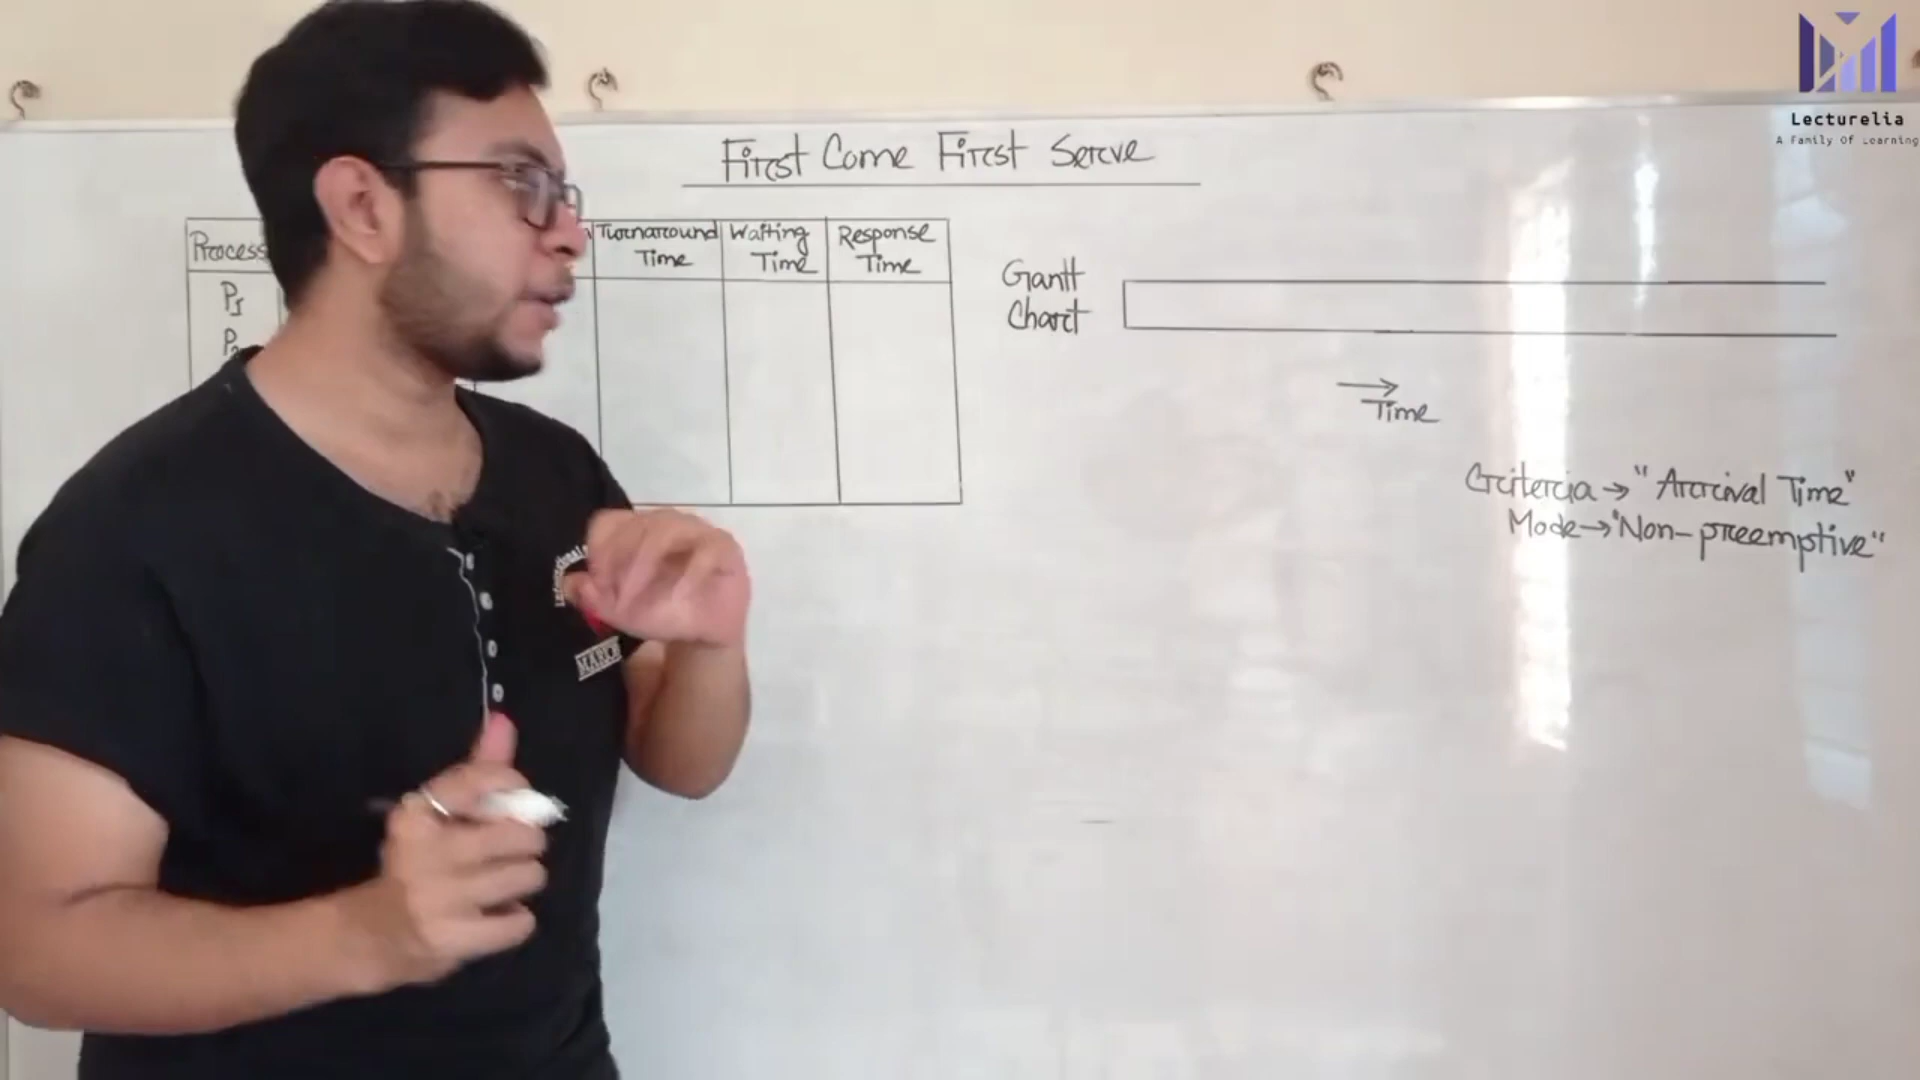 Lecturelia
A Family Of Learning
First Come First Serve
Process
Turnaround Time
Waiting Time
Response Time
P1
P2
Gantt
Chart
Time
Criteria → "Arrival Time"
Mode → "Non-preemptive"